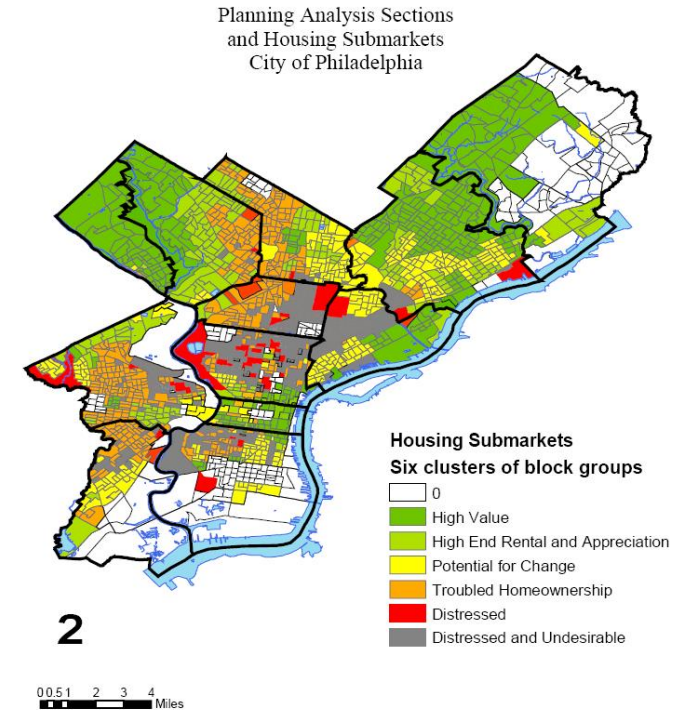 Planning Analysis Sections
and Housing Submarkets
City of Philadelphia
Housing Submarkets
Six clusters of block groups
0
High Value
High End Rental and Appreciation
Potential for Change
Troubled Homeownership
Distressed
Distressed and Undesirable
2
0 0.5 1 2 3 4
Miles